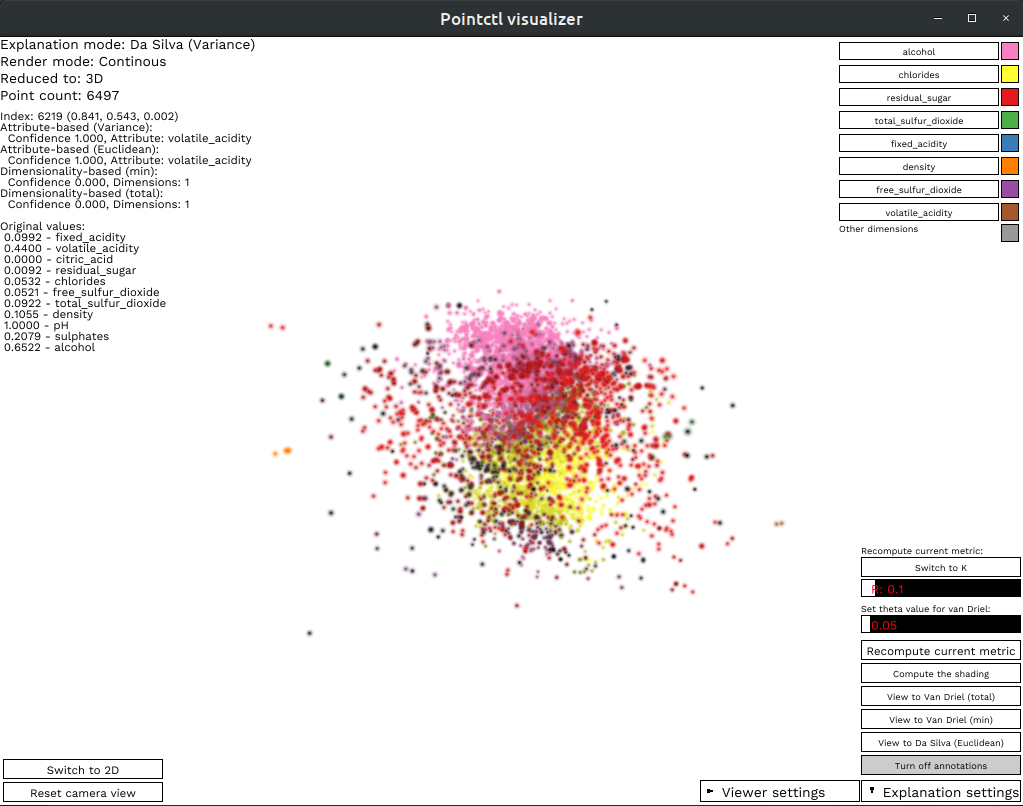 Pointctl visualizer
Explanation mode: Da Silva (Variance)
Render mode: Continous
Reduced to: 3D
Point count: 6497
Index: 6219 (0.841, 0.543, 0.002)
Attribute-based (Variance):
Confidence 1.000, Attribute: volatile_acidity
Attribute-based (Euclidean):
Confidence 1.000, Attribute: volatile_acidity
Dimensionality-based (min):
Confidence 0.000, Dimensions: 1
Dimensionality-based (total):
Confidence 0.000, Dimensions: 1
Original values:
0.0992 - fixed_acidity
0.4400 - volatile_acidity
0.0000 - citric_acid
0.0092 - residual_sugar
0.0532 - chlorides
0.0521 - free_sulfur_dioxide
0.0922 - total_sulfur_dioxide
0.1055 - density
1.0000 - pH
0.2079 - sulphates
0.6522 - alcohol
alcohol
chlorides
residual_sugar
total_sulfur_dioxide
fixed_acidity
density
free_sulfur_dioxide
volatile_acidity
Other dimensions
Recompute current metric:
Switch to K
R: 0.1
Set theta value for van Driel:
0.05
Recompute current metric
Compute the shading
View to Van Driel (total)
View to Van Driel (min)
View to Da Silva (Euclidean)
Turn off annotations
Switch to 2D
Reset camera view
Viewer settings
Explanation settings